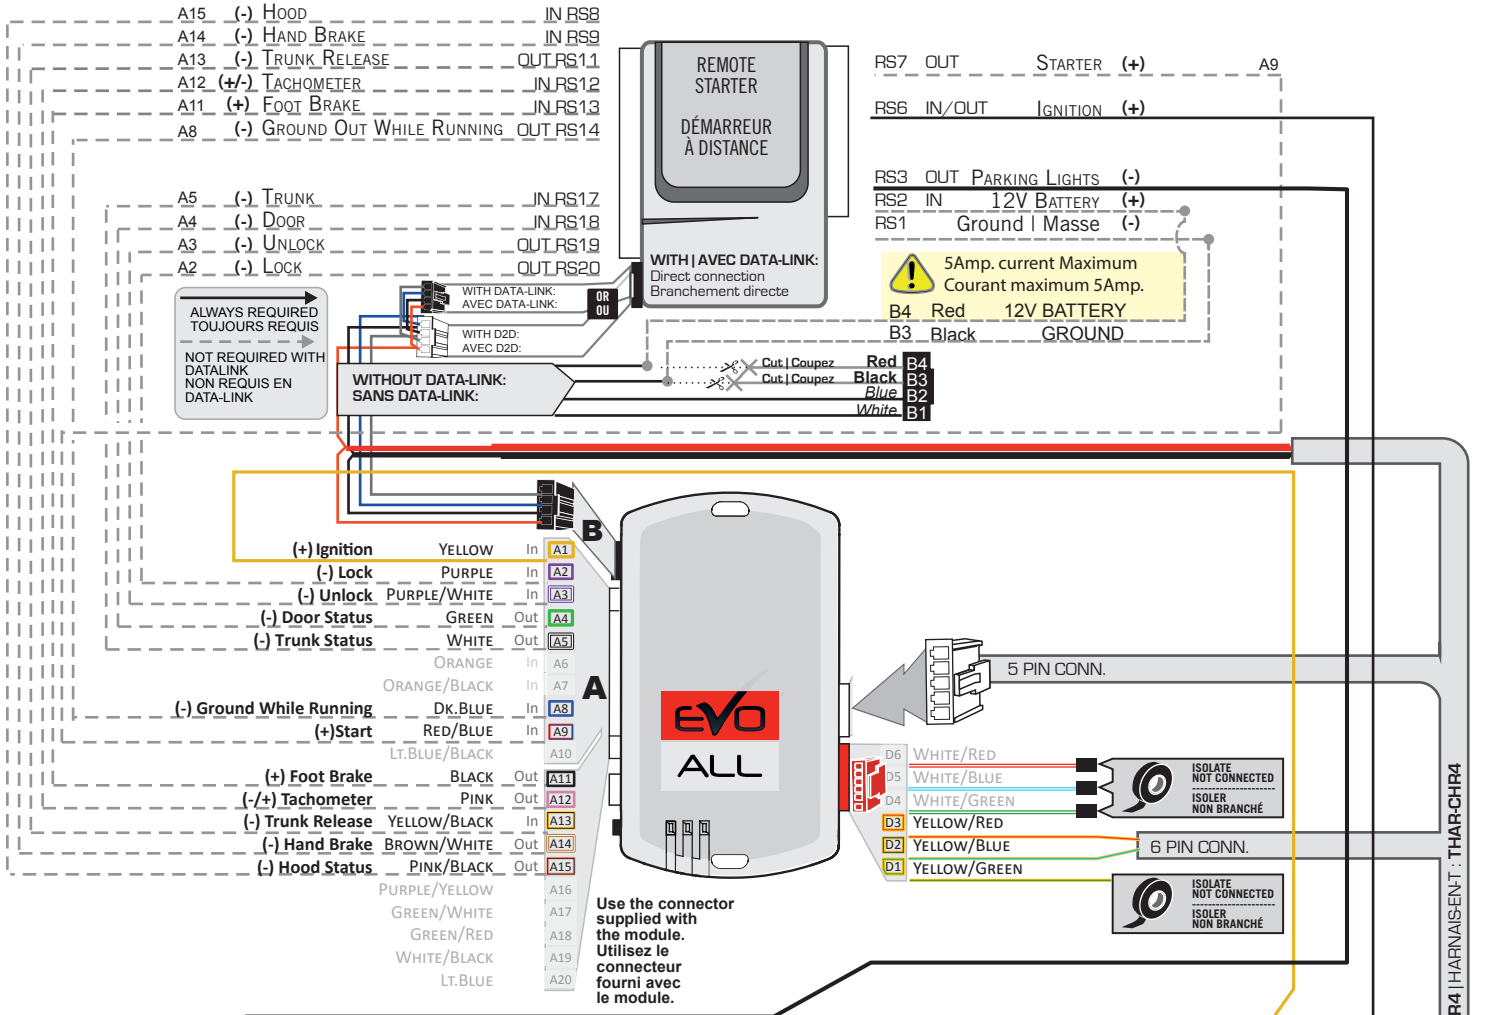 A15 (-) HOOD IN RS8
A14 (-) HAND BRAKE IN RS9
A13 (-) TRUNK RELEASE OUT RS11
A12 (+/-) TACHOMETER IN RS12
A11 (+) FOOT BRAKE IN RS13
A8 (-) GROUND OUT WHILE RUNNING OUT RS14
A5 (-) TRUNK IN RS17
A4 (-) DOOR IN RS18
A3 (-) UNLOCK OUT RS19
A2 (-) LOCK OUT RS20
REMOTE
STARTER
DÉMARREUR
À DISTANCE
WITH | AVEC DATA-LINK:
Direct connection
Branchement directe
RS7 OUT STARTER (+) A9
RS6 IN/OUT IGNITION (+)
RS3 OUT PARKING LIGHTS (-)
RS2 IN 12V BATTERY (+)
RS1 Ground | Masse (-)
5Amp. current Maximum
Courant maximum 5Amp.
B4 Red 12V BATTERY
B3 Black GROUND
ALWAYS REQUIRED
TOUJOURS REQUIS
NOT REQUIRED WITH
DATALINK
NON REQUIS EN
DATA-LINK
WITH DATA-LINK:
AVEC DATA-LINK:
OR
OU
WITH D2D:
AVEC D2D:
WITHOUT DATA-LINK:
SANS DATA-LINK:
Cut | Coupez Red B4
Cut | Coupez Black B3
Blue B2
White B1
B
(+) Ignition YELLOW In A1
(-) Lock PURPLE In A2
(-) Unlock PURPLE/WHITE In A3
(-) Door Status GREEN Out A4
(-) Trunk Status WHITE Out A5
ORANGE In A6
ORANGE/BLACK In A7
A
(-) Ground While Running DK.BLUE In A8
(+)Start RED/BLUE In A9
LT.BLUE/BLACK A10
(+) Foot Brake BLACK Out A11
(-/+) Tachometer PINK Out A12
(-) Trunk Release YELLOW/BLACK In A13
(-) Hand Brake BROWN/WHITE Out A14
(-) Hood Status PINK/BLACK Out A15
PURPLE/YELLOW A16
GREEN/WHITE A17
GREEN/RED A18
WHITE/BLACK A19
LT.BLUE A20
EVO
ALL
Use the connector
supplied with
the module.
Utilisez le
connecteur
fourni avec
le module.
5 PIN CONN.
D6 WHITE/RED
D5 WHITE/BLUE
D4 WHITE/GREEN
D3 YELLOW/RED
D2 YELLOW/BLUE
D1 YELLOW/GREEN
ISOLATE
NOT CONNECTED
ISOLER
NON BRANCHÉ
6 PIN CONN.
ISOLATE
NOT CONNECTED
ISOLER
NON BRANCHÉ
R4 | HARNAIS-EN-T : THAR-CHR4